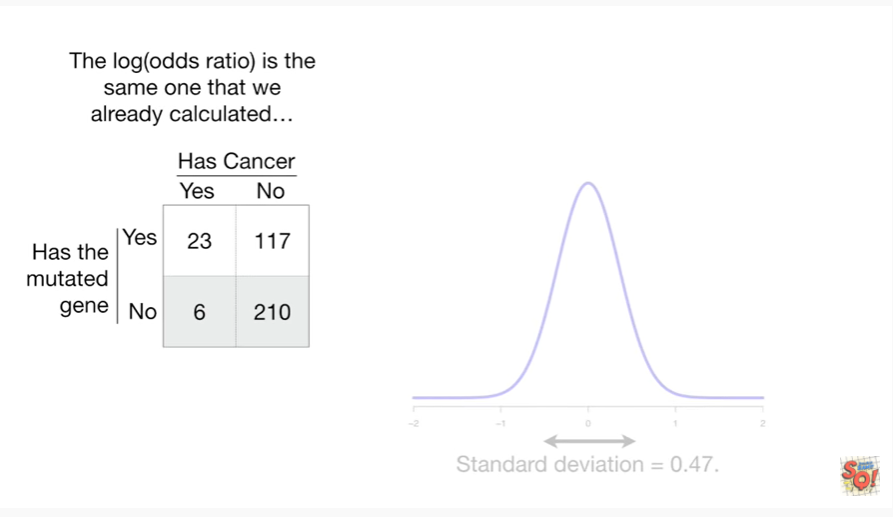 The log(odds ratio) is the
same one that we
already calculated...
Has Cancer
Yes No
Has the
mutated
gene
Yes 23 117
No 6 210
-2 -1 0 1 2
Standard deviation = 0.47.
SQ!